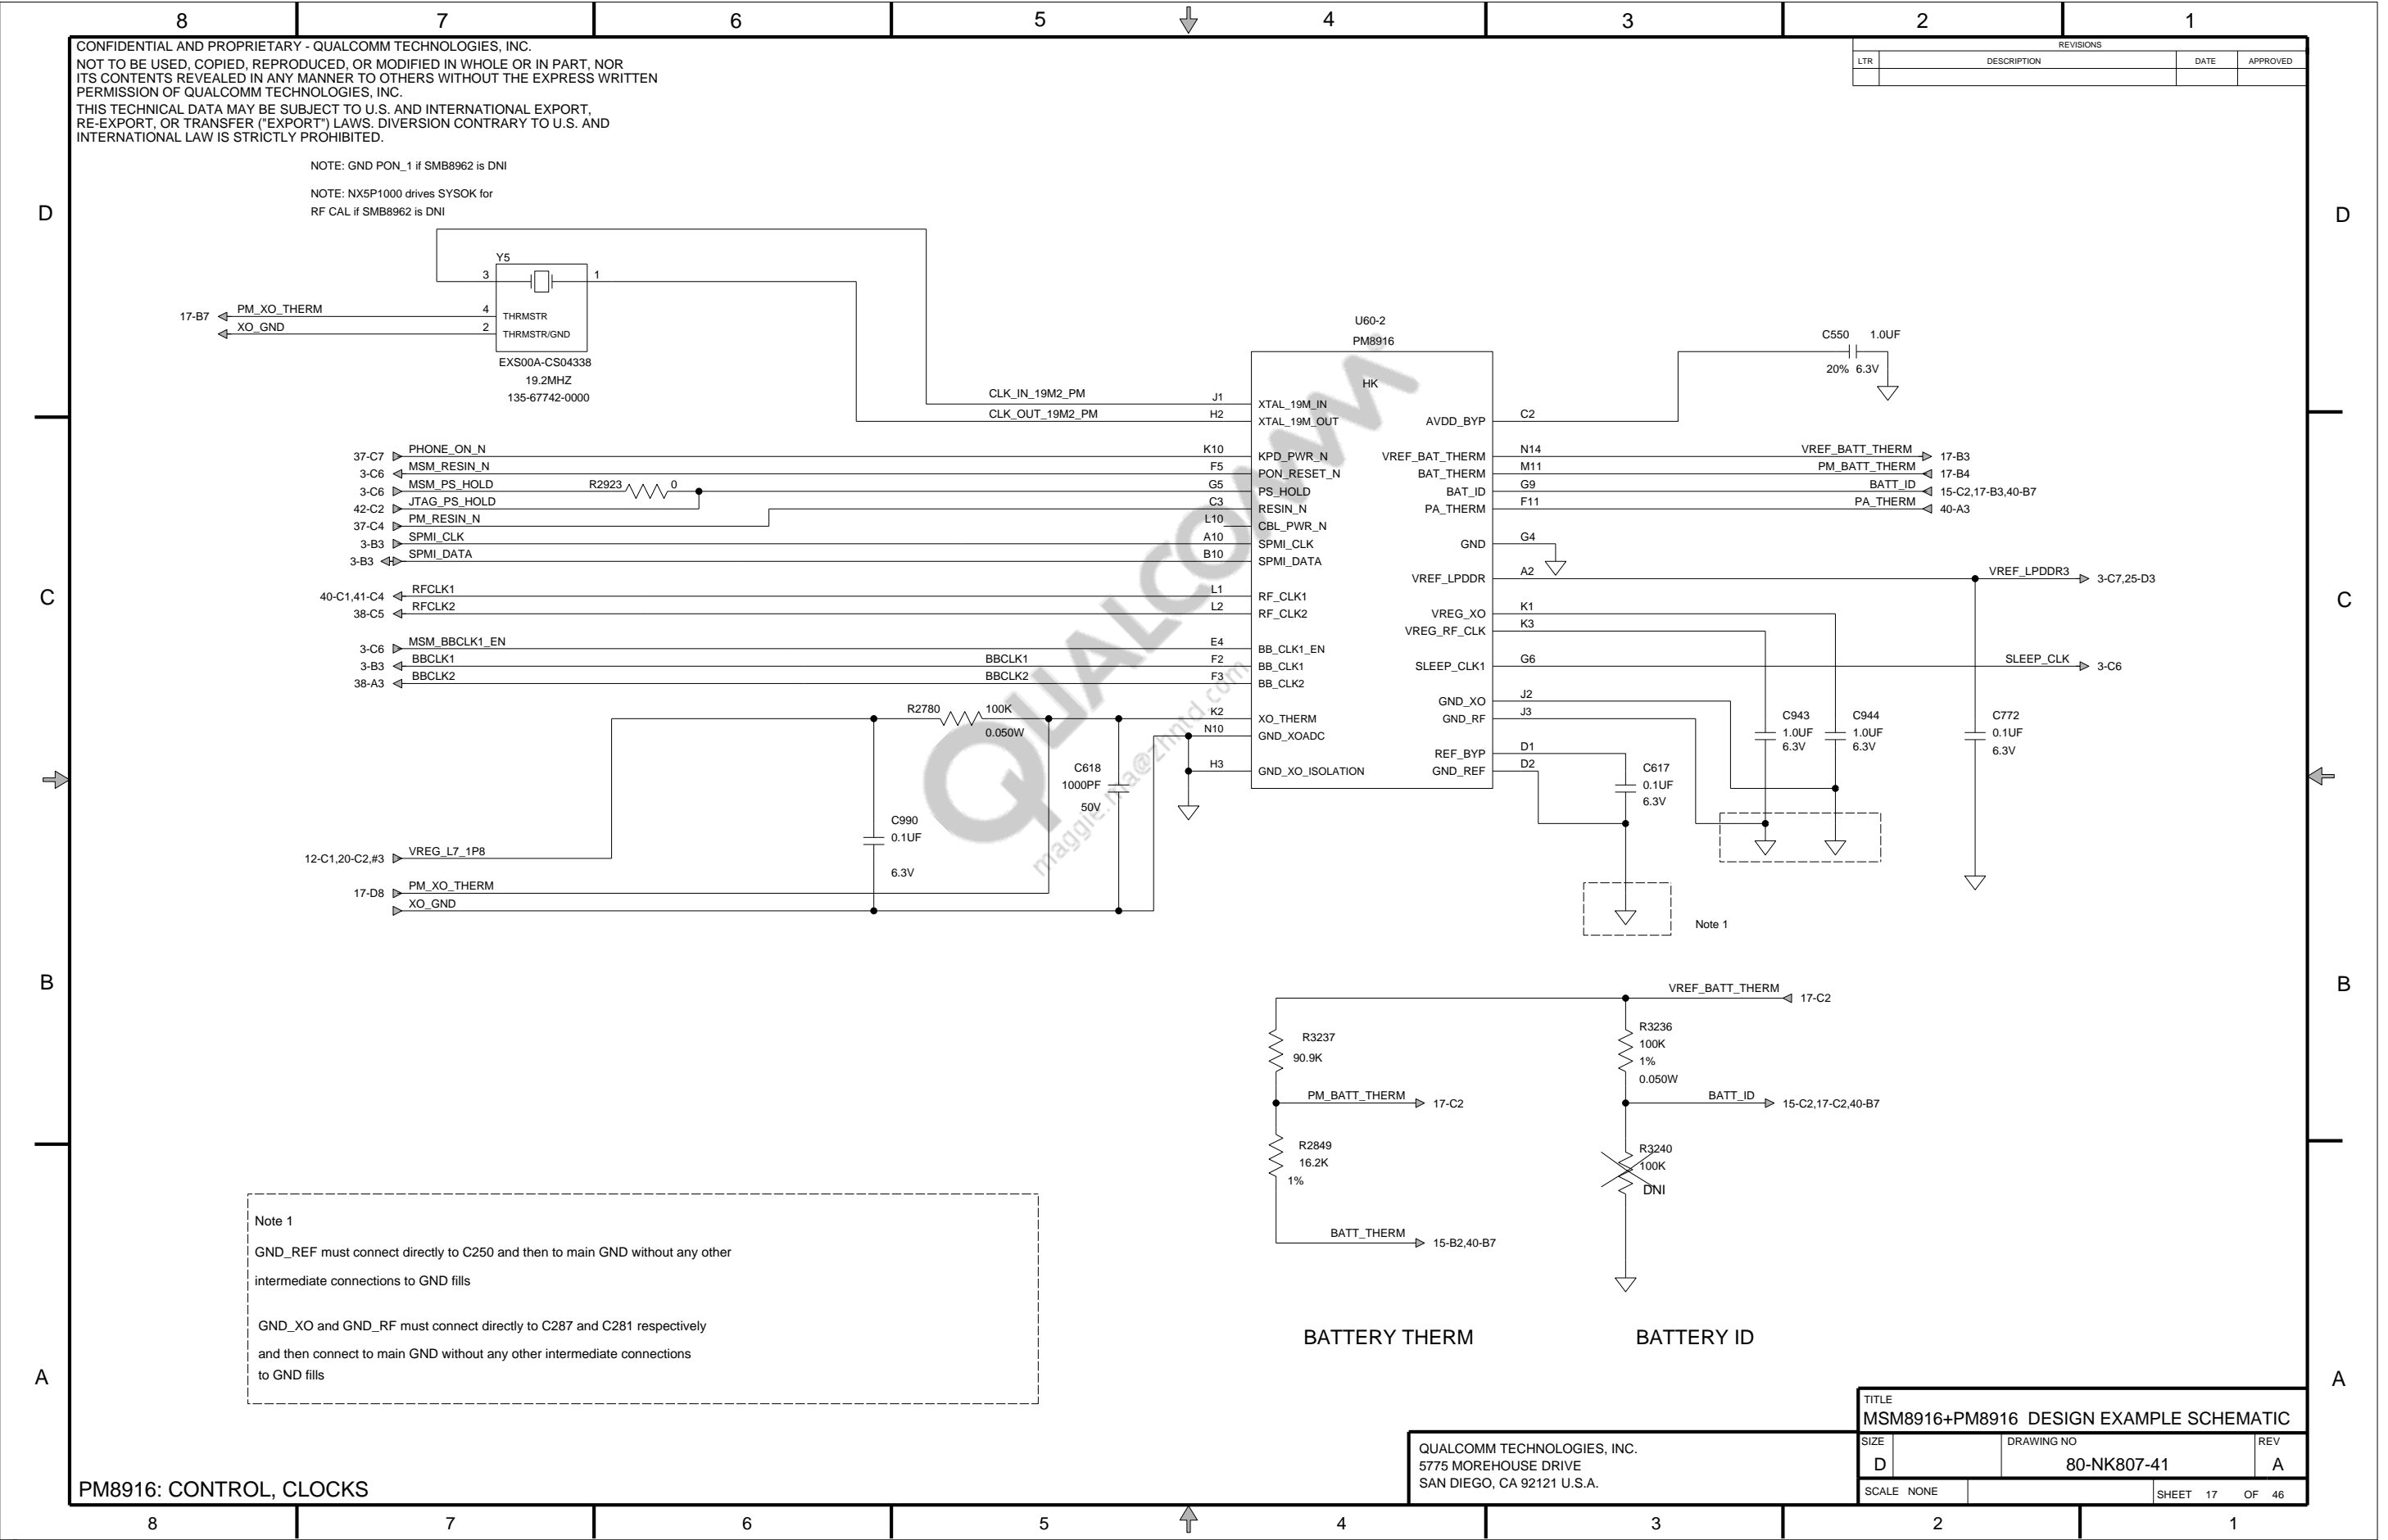 8 7 6 5 4 3 2 1
CONFIDENTIAL AND PROPRIETARY - QUALCOMM TECHNOLOGIES, INC.
NOT TO BE USED, COPIED, REPRODUCED, OR MODIFIED IN WHOLE OR IN PART, NOR
ITS CONTENTS REVEALED IN ANY MANNER TO OTHERS WITHOUT THE EXPRESS WRITTEN
PERMISSION OF QUALCOMM TECHNOLOGIES, INC.
THIS TECHNICAL DATA MAY BE SUBJECT TO U.S. AND INTERNATIONAL EXPORT,
RE-EXPORT, OR TRANSFER ("EXPORT") LAWS. DIVERSION CONTRARY TO U.S. AND
INTERNATIONAL LAW IS STRICTLY PROHIBITED.
REVISIONS
LTR DESCRIPTION DATE APPROVED
NOTE: GND PON_1 if SMB8962 is DNI
NOTE: NX5P1000 drives SYSOK for
RF CAL if SMB8962 is DNI
D D
Y5
3 1
17-B7 PM_XO_THERM 4 THRMSTR
XO_GND 2 THRMSTR/GND
EXS00A-CS04338
19.2MHZ
135-67742-0000
U60-2
PM8916
HK
C550 1.0UF
20% 6.3V
CLK_IN_19M2_PM J1 XTAL_19M_IN
CLK_OUT_19M2_PM H2 XTAL_19M_OUT
AVDD_BYP C2
37-C7 PHONE_ON_N K10 KPD_PWR_N
3-C6 MSM_RESIN_N F5 PON_RESET_N
3-C6 MSM_PS_HOLD R2923 0 G5 PS_HOLD
42-C2 JTAG_PS_HOLD C3 RESIN_N
37-C4 PM_RESIN_N L10 CBL_PWR_N
3-B3 SPMI_CLK A10 SPMI_CLK
3-B3 SPMI_DATA B10 SPMI_DATA
VREF_BAT_THERM N14 VREF_BATT_THERM 17-B3
BAT_THERM M11 PM_BATT_THERM 17-B4
BAT_ID G9 BATT_ID 15-C2,17-B3,40-B7
PA_THERM F11 PA_THERM 40-A3
GND G4
VREF_LPDDR A2 VREF_LPDDR3 3-C7,25-D3
C C
40-C1,41-C4 RFCLK1 L1 RF_CLK1
38-C5 RFCLK2 L2 RF_CLK2
VREG_XO K1
VREG_RF_CLK K3
3-C6 MSM_BBCLK1_EN E4 BB_CLK1_EN
3-B3 BBCLK1 BBCLK1 F2 BB_CLK1
38-A3 BBCLK2 BBCLK2 F3 BB_CLK2
SLEEP_CLK1 G6 SLEEP_CLK 3-C6
GND_XO J2
GND_RF J3
R2780 100K
0.050W
K2 XO_THERM
N10 GND_XOADC
H3 GND_XO_ISOLATION
REF_BYP D1
GND_REF D2
C943
1.0UF
6.3V
C944
1.0UF
6.3V
C772
0.1UF
6.3V
C618
1000PF
50V
C617
0.1UF
6.3V
C990
0.1UF
6.3V
12-C1,20-C2,#3 VREG_L7_1P8
17-D8 PM_XO_THERM
XO_GND
QUALCOMM
maggie.ma@zhntd.com
Note 1
B B
VREF_BATT_THERM 17-C2
R3237
90.9K
R3236
100K
1%
0.050W
PM_BATT_THERM 17-C2
BATT_ID 15-C2,17-C2,40-B7
R2849
16.2K
1%
R3240
100K
DNI
BATT_THERM 15-B2,40-B7
BATTERY THERM BATTERY ID
Note 1
GND_REF must connect directly to C250 and then to main GND without any other
intermediate connections to GND fills
GND_XO and GND_RF must connect directly to C287 and C281 respectively
and then connect to main GND without any other intermediate connections
to GND fills
A A
PM8916: CONTROL, CLOCKS
QUALCOMM TECHNOLOGIES, INC.
5775 MOREHOUSE DRIVE
SAN DIEGO, CA 92121 U.S.A.
TITLE
MSM8916+PM8916 DESIGN EXAMPLE SCHEMATIC
SIZE DRAWING NO REV
D 80-NK807-41 A
SCALE NONE SHEET 17 OF 46
8 7 6 5 4 3 2 1